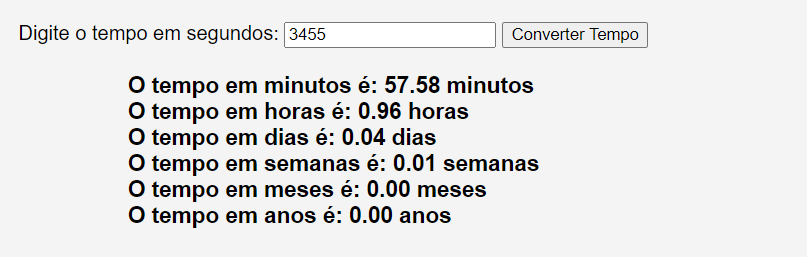 Digite o tempo em segundos: 3455 Converter Tempo
O tempo em minutos é: 57.58 minutos
O tempo em horas é: 0.96 horas
O tempo em dias é: 0.04 dias
O tempo em semanas é: 0.01 semanas
O tempo em meses é: 0.00 meses
O tempo em anos é: 0.00 anos